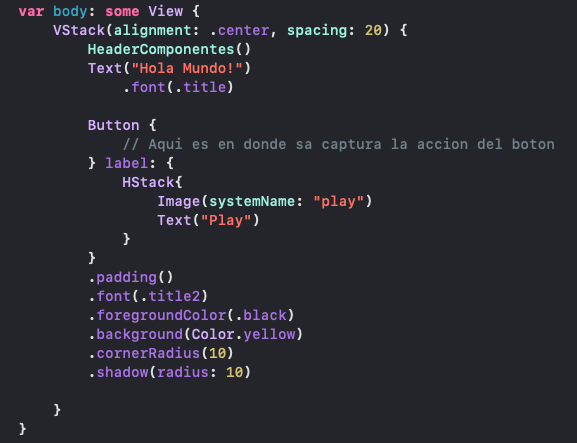 var body: some View {
    VStack(alignment: .center, spacing: 20) {
        HeaderComponentes()
        Text("Hola Mundo!")
            .font(.title)

        Button {
            // Aqui es en donde sa captura la accion del boton
        } label: {
            HStack{
                Image(systemName: "play")
                Text("Play")
            }
        }
        .padding()
        .font(.title2)
        .foregroundColor(.black)
        .background(Color.yellow)
        .cornerRadius(10)
        .shadow(radius: 10)

    }
}